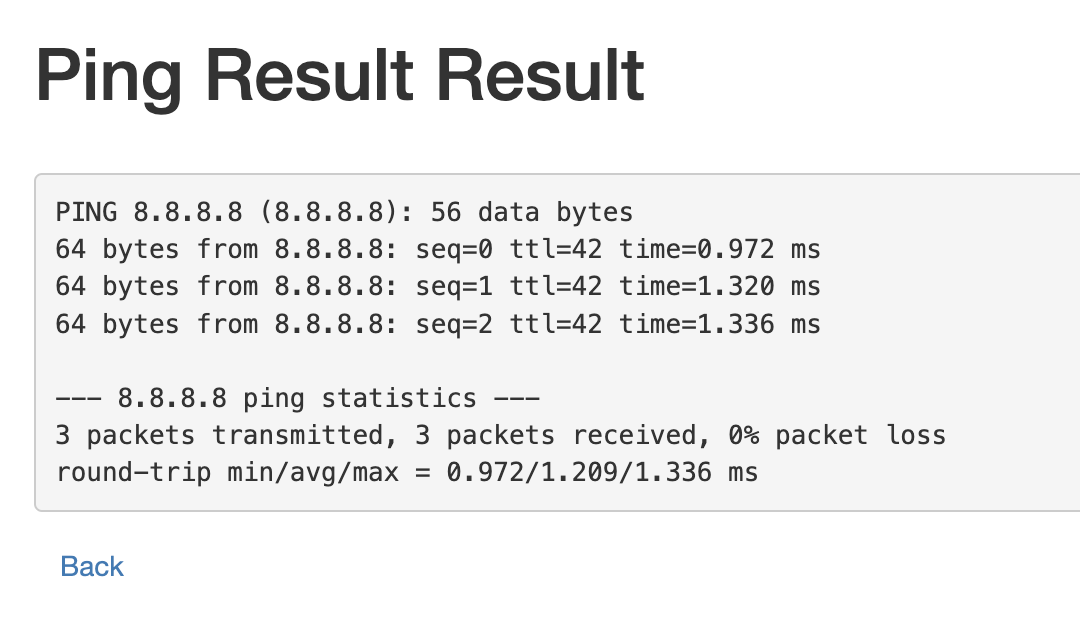 Ping Result Result
PING 8.8.8.8 (8.8.8.8): 56 data bytes
64 bytes from 8.8.8.8: seq=0 ttl=42 time=0.972 ms
64 bytes from 8.8.8.8: seq=1 ttl=42 time=1.320 ms
64 bytes from 8.8.8.8: seq=2 ttl=42 time=1.336 ms
--- 8.8.8.8 ping statistics ---
3 packets transmitted, 3 packets received, 0% packet loss
round-trip min/avg/max = 0.972/1.209/1.336 ms
Back